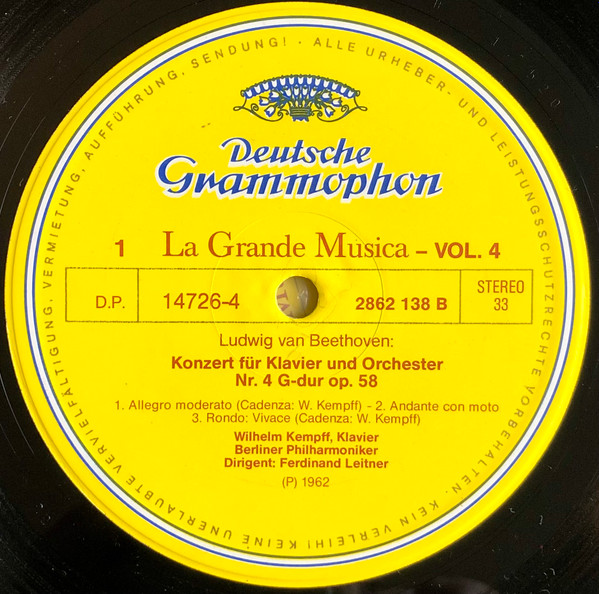 ALLE URHEBER- UND LEISTUNGSSCHUTZRECHTE VORBEHALTEN. KEIN VERLEIH! KEINE UNERLAUBTE VERVIELFÄLTIGUNG, VERMIETUNG, AUFFÜHRUNG, SENDUNG! ·
Deutsche
Grammophon
1 La Grande Musica – VOL. 4
D.P. 14726-4 2862 138 B STEREO
33
Ludwig van Beethoven:
Konzert für Klavier und Orchester
Nr. 4 G-dur op. 58
1. Allegro moderato (Cadenza: W. Kempff) - 2. Andante con moto
3. Rondo: Vivace (Cadenza: W. Kempff)
Wilhelm Kempff, Klavier
Berliner Philharmoniker
Dirigent: Ferdinand Leitner
(P) 1962